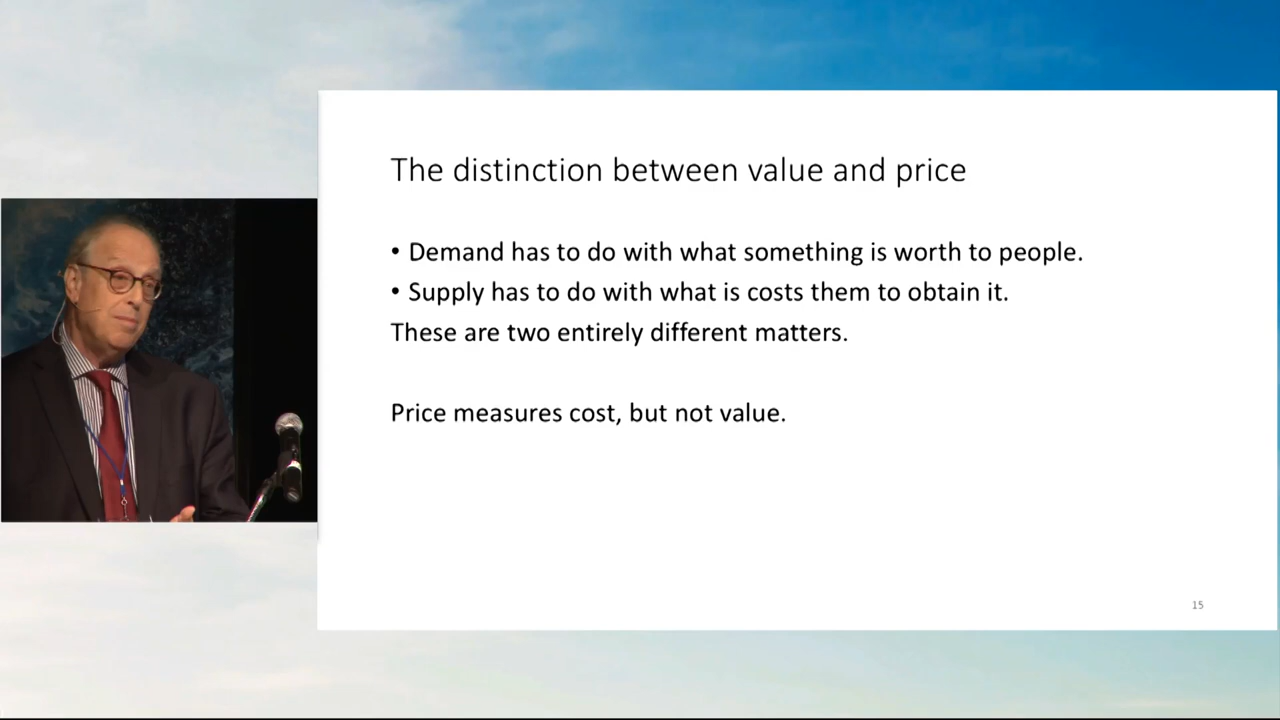 The distinction between value and price
• Demand has to do with what something is worth to people.
• Supply has to do with what is costs them to obtain it.
These are two entirely different matters.
Price measures cost, but not value.
15